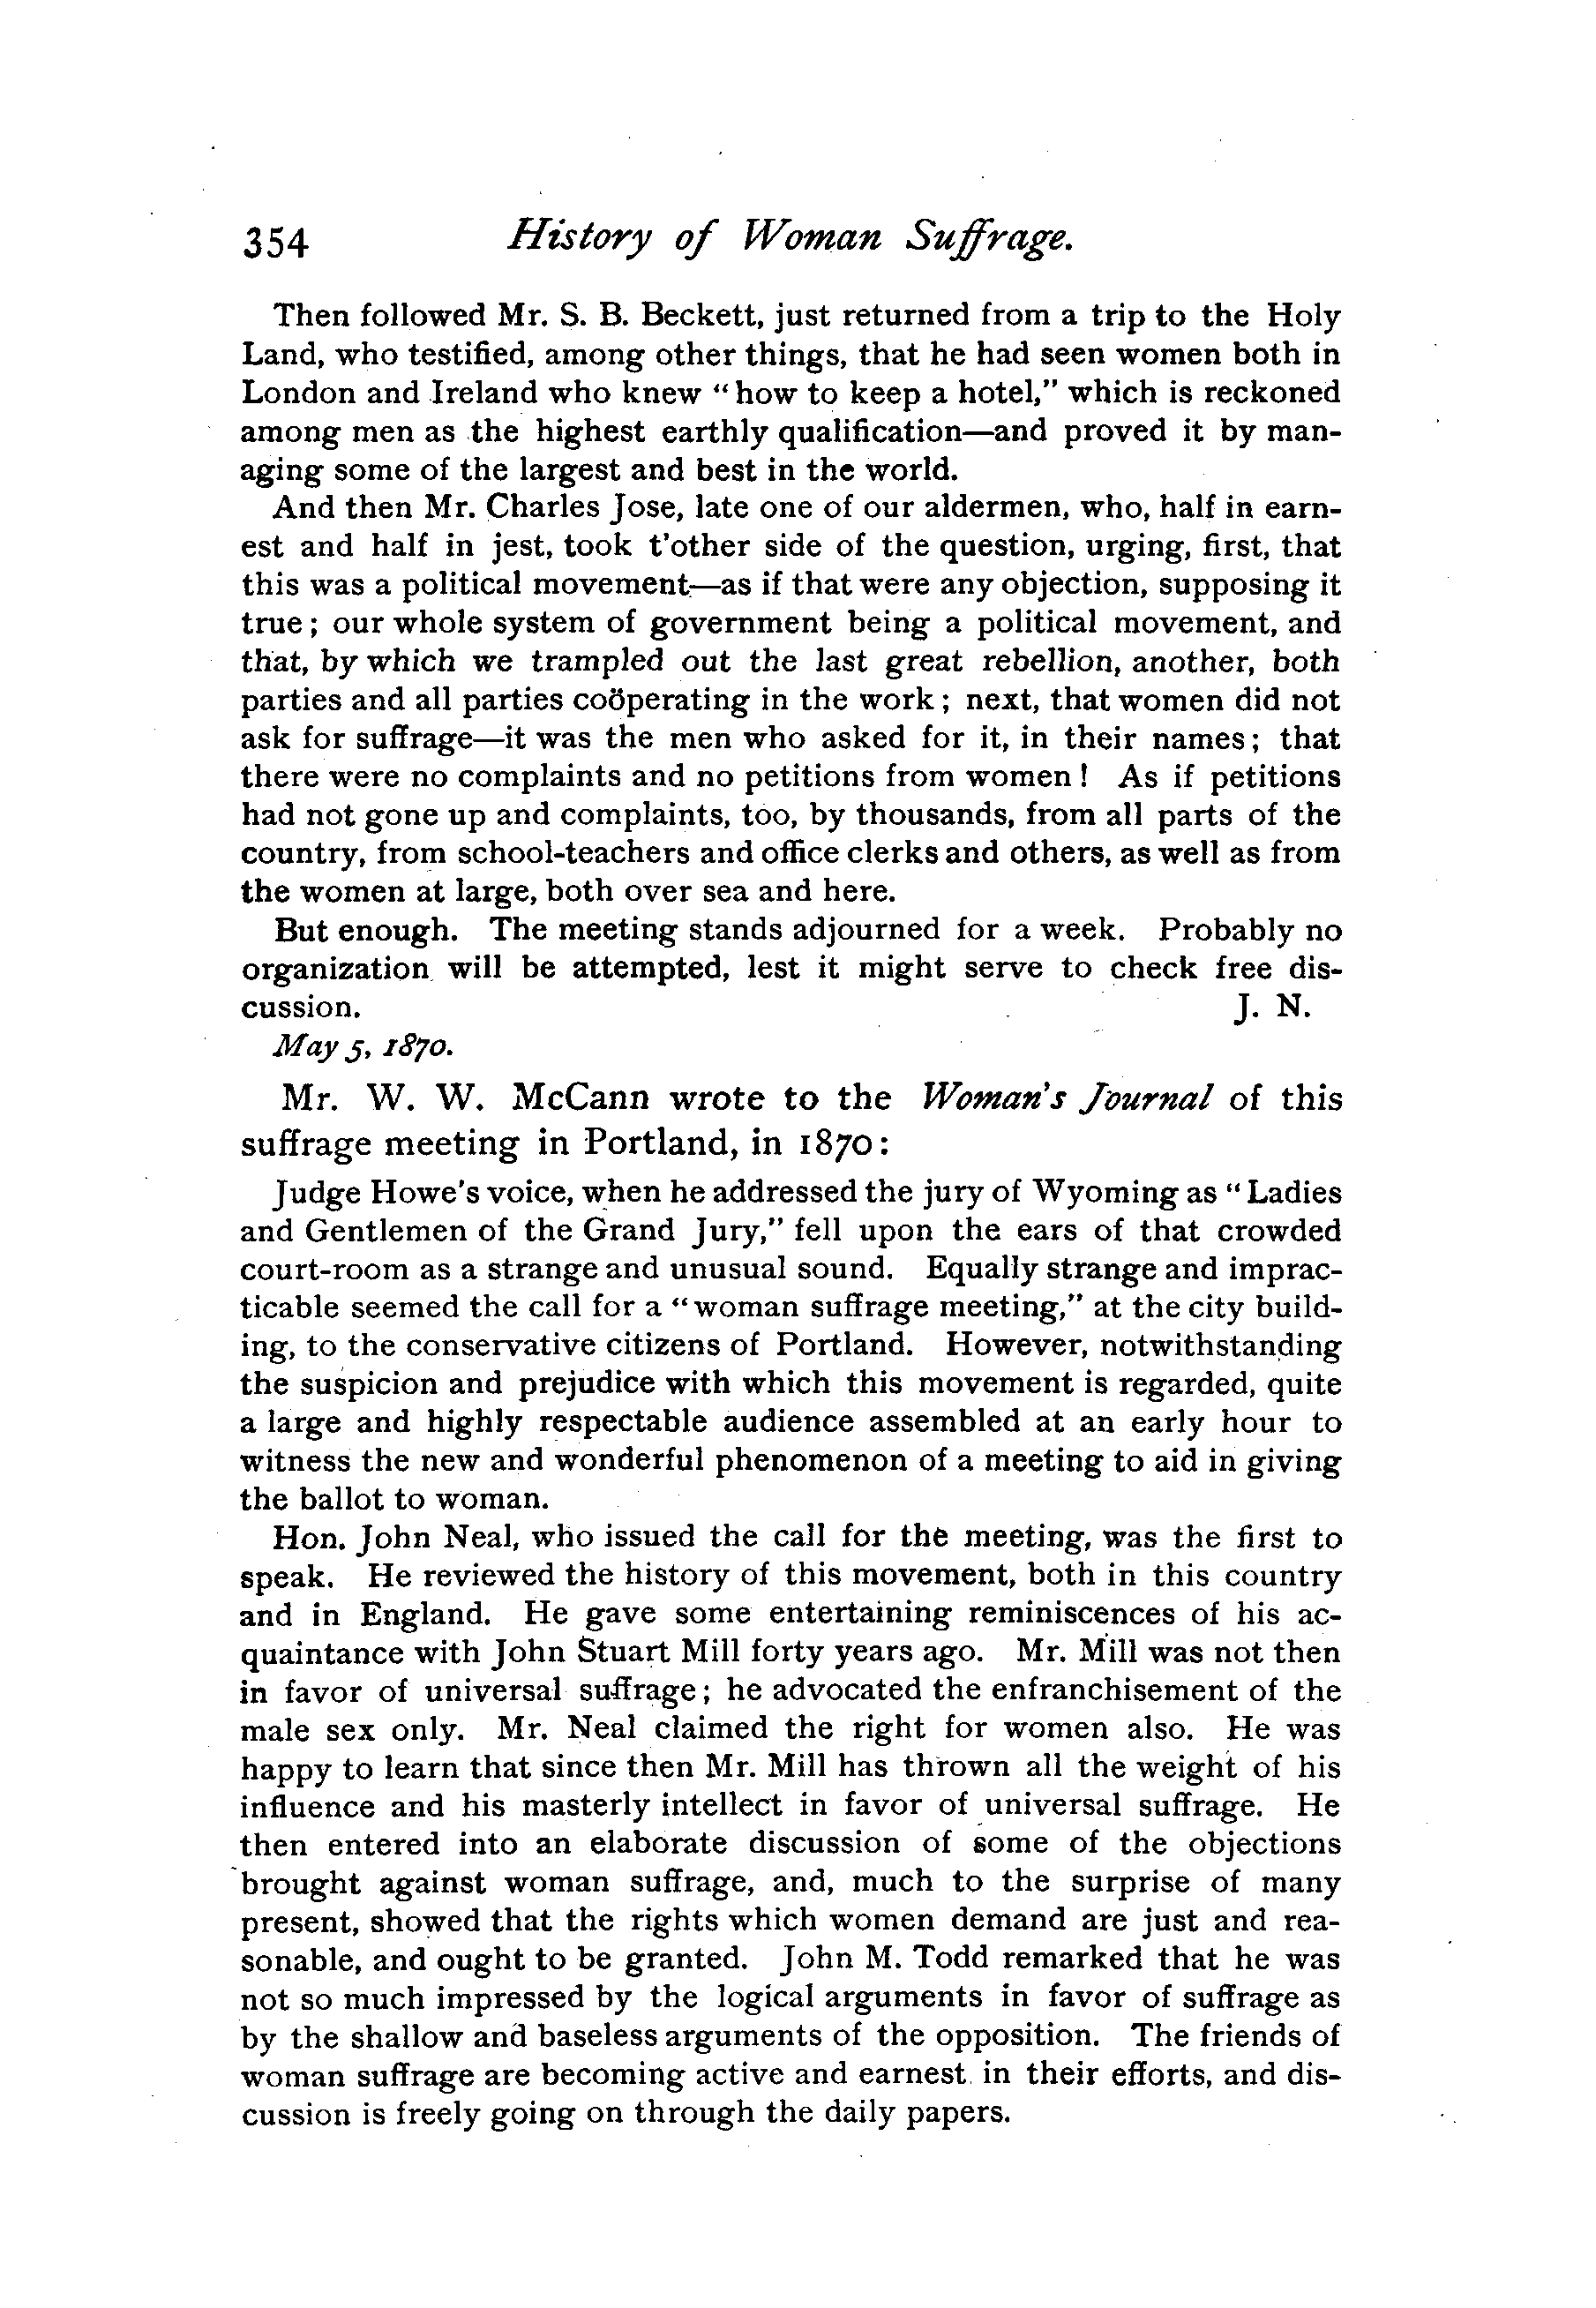 354 History of Woman Suffrage.
Then followed Mr. S. B. Beckett, just returned from a trip to the Holy
Land, who testified, among other things, that he had seen women both in
London and Ireland who knew "how to keep a hotel," which is reckoned
among men as the highest earthly qualification—and proved it by man-
aging some of the largest and best in the world.
And then Mr. Charles Jose, late one of our aldermen, who, half in earn-
est and half in jest, took t'other side of the question, urging, first, that
this was a political movement—as if that were any objection, supposing it
true; our whole system of government being a political movement, and
that, by which we trampled out the last great rebellion, another, both
parties and all parties coöperating in the work; next, that women did not
ask for suffrage—it was the men who asked for it, in their names; that
there were no complaints and no petitions from women! As if petitions
had not gone up and complaints, too, by thousands, from all parts of the
country, from school-teachers and office clerks and others, as well as from
the women at large, both over sea and here.
But enough. The meeting stands adjourned for a week. Probably no
organization will be attempted, lest it might serve to check free dis-
cussion. J. N.
May 5, 1870.
Mr. W. W. McCann wrote to the Woman's Journal of this
suffrage meeting in Portland, in 1870:
Judge Howe's voice, when he addressed the jury of Wyoming as "Ladies
and Gentlemen of the Grand Jury," fell upon the ears of that crowded
court-room as a strange and unusual sound. Equally strange and imprac-
ticable seemed the call for a "woman suffrage meeting," at the city build-
ing, to the conservative citizens of Portland. However, notwithstanding
the suspicion and prejudice with which this movement is regarded, quite
a large and highly respectable audience assembled at an early hour to
witness the new and wonderful phenomenon of a meeting to aid in giving
the ballot to woman.
Hon. John Neal, who issued the call for the meeting, was the first to
speak. He reviewed the history of this movement, both in this country
and in England. He gave some entertaining reminiscences of his ac-
quaintance with John Stuart Mill forty years ago. Mr. Mill was not then
in favor of universal suffrage; he advocated the enfranchisement of the
male sex only. Mr. Neal claimed the right for women also. He was
happy to learn that since then Mr. Mill has thrown all the weight of his
influence and his masterly intellect in favor of universal suffrage. He
then entered into an elaborate discussion of some of the objections
brought against woman suffrage, and, much to the surprise of many
present, showed that the rights which women demand are just and rea-
sonable, and ought to be granted. John M. Todd remarked that he was
not so much impressed by the logical arguments in favor of suffrage as
by the shallow and baseless arguments of the opposition. The friends of
woman suffrage are becoming active and earnest in their efforts, and dis-
cussion is freely going on through the daily papers.